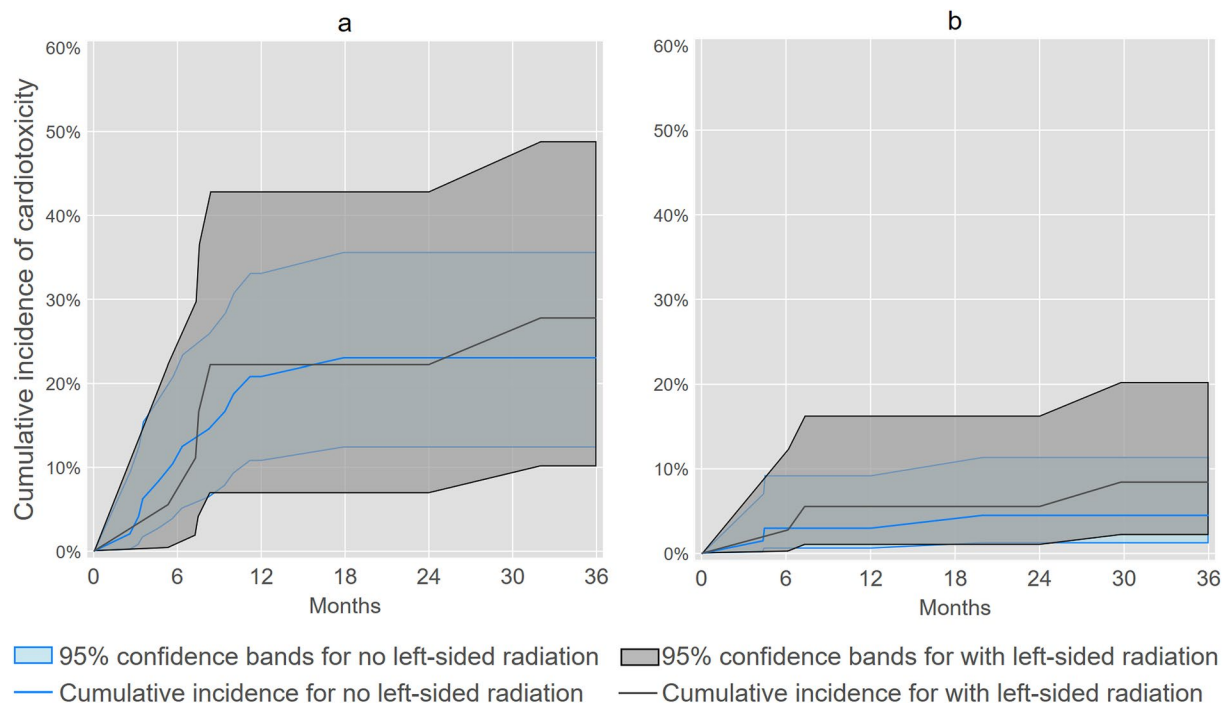 a
b
Cumulative incidence of cardiotoxicity
60%
50%
40%
30%
20%
10%
0%
0 6 12 18 24 30 36
Months
60%
50%
40%
30%
20%
10%
0%
0 6 12 18 24 30 36
Months
95% confidence bands for no left-sided radiation
95% confidence bands for with left-sided radiation
Cumulative incidence for no left-sided radiation
Cumulative incidence for with left-sided radiation